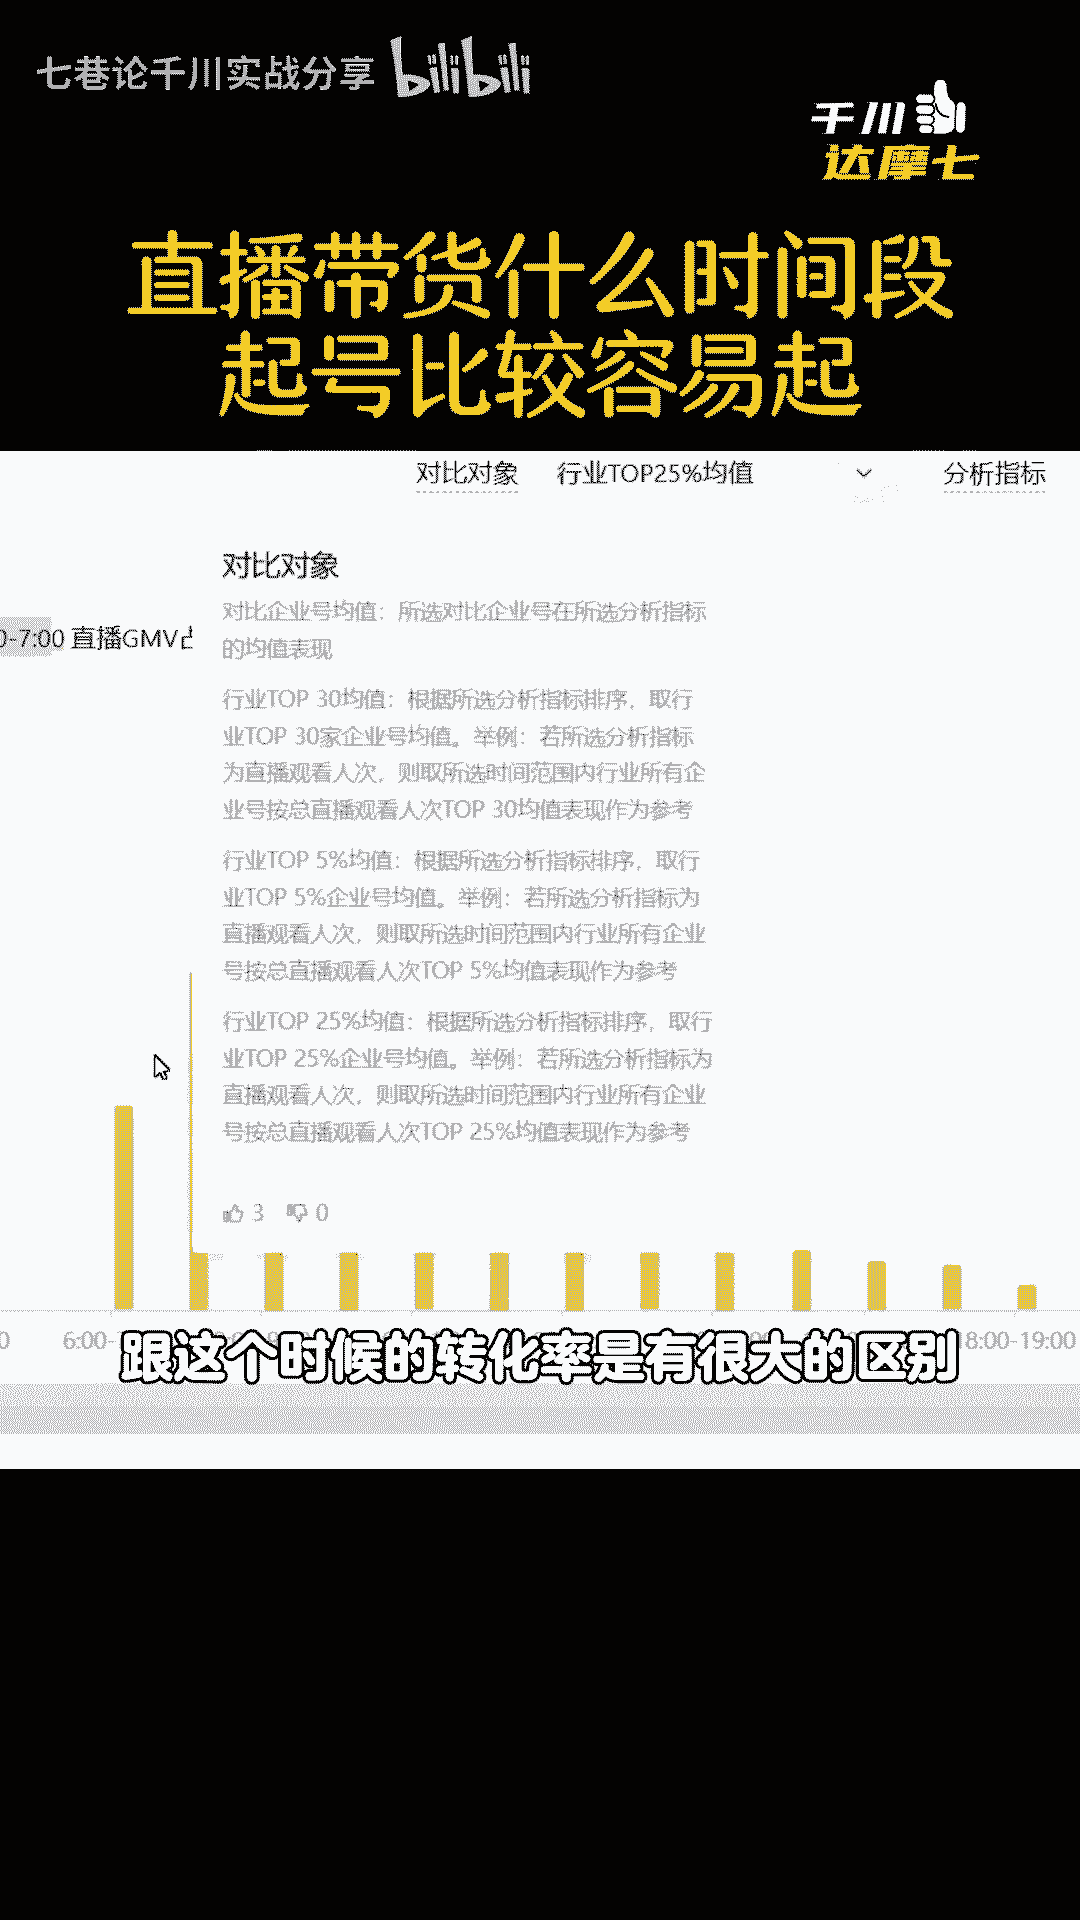 七巷论千川实战分享 bilibili
千川
达摩七
直播带货什么时间段
起号比较容易起
对比对象 行业TOP25%均值 分析指标
对比对象
对比企业号均值：所选对比企业号在所选分析指标
的均值表现
0-7:00 直播GMV占
行业TOP 30均值：根据所选分析指标排序，取行
业TOP 30家企业号均值。举例：若所选分析指标
为直播观看人次，则取所选时间范围内行业所有企
业号按总直播观看人次TOP 30均值表现作为参考
行业TOP 5%均值：根据所选分析指标排序，取行
业TOP 5%企业号均值。举例：若所选分析指标为
直播观看人次，则取所选时间范围内行业所有企业
号按总直播观看人次TOP 5%均值表现作为参考
行业TOP 25%均值：根据所选分析指标排序，取行
业TOP 25%企业号均值。举例：若所选分析指标为
直播观看人次，则取所选时间范围内行业所有企业
号按总直播观看人次TOP 25%均值表现作为参考
3 0
0 6:00- 18:00-19:00
跟这个时候的转化率是有很大的区别